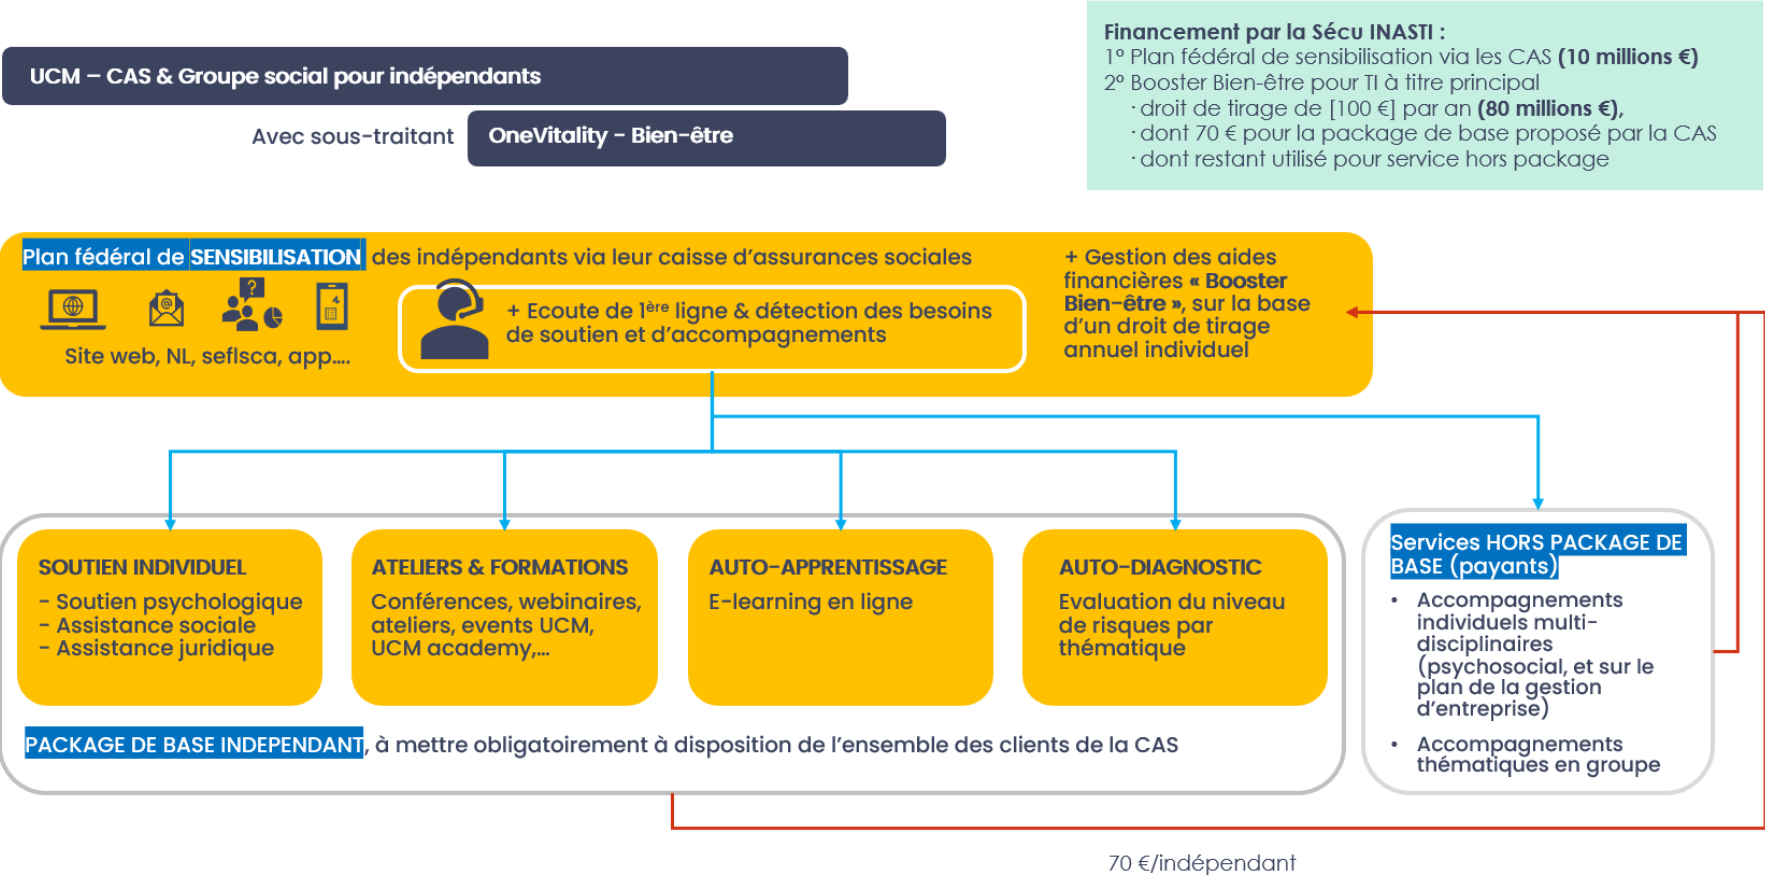 Financement par la Sécu INASTI :
1° Plan fédéral de sensibilisation via les CAS (10 millions €)
2° Booster Bien-être pour TI à titre principal
· droit de tirage de [100 €] par an (80 millions €),
· dont 70 € pour la package de base proposé par la CAS
· dont restant utilisé pour service hors package
UCM – CAS & Groupe social pour indépendants
Avec sous-traitant
OneVitality - Bien-être
Plan fédéral de SENSIBILISATION des indépendants via leur caisse d'assurances sociales
Site web, NL, seflsca, app....
+ Ecoute de 1ère ligne & détection des besoins
de soutien et d'accompagnements
+ Gestion des aides
financières « Booster
Bien-être », sur la base
d'un droit de tirage
annuel individuel
SOUTIEN INDIVIDUEL
- Soutien psychologique
- Assistance sociale
- Assistance juridique
ATELIERS & FORMATIONS
Conférences, webinaires,
ateliers, events UCM,
UCM academy,...
AUTO-APPRENTISSAGE
E-learning en ligne
AUTO-DIAGNOSTIC
Evaluation du niveau
de risques par
thématique
PACKAGE DE BASE INDEPENDANT, à mettre obligatoirement à disposition de l'ensemble des clients de la CAS
Services HORS PACKAGE DE
BASE (payants)
• Accompagnements
individuels multi-
disciplinaires
(psychosocial, et sur le
plan de la gestion
d'entreprise)
• Accompagnements
thématiques en groupe
70 €/indépendant